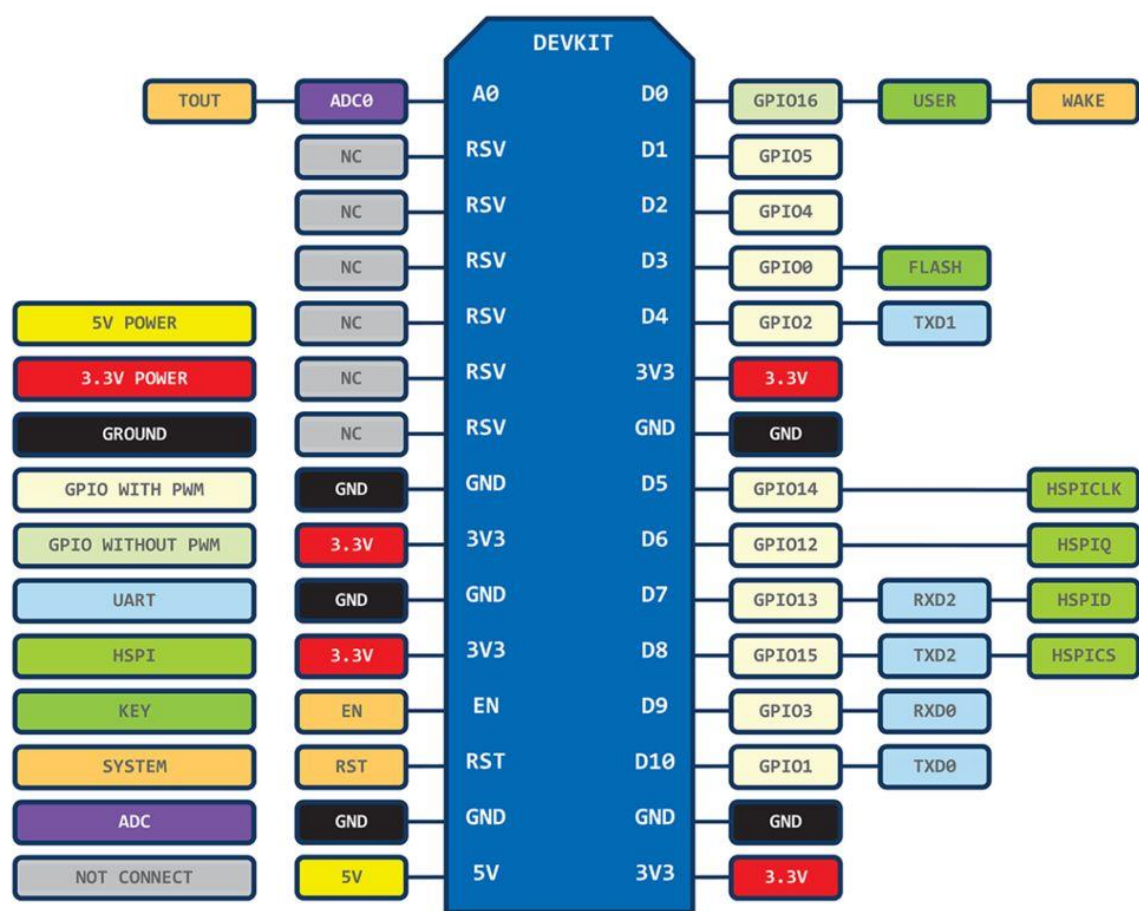 DEVKIT
TOUT ADC0 A0 D0 GPIO16 USER WAKE
NC RSV D1 GPIO5
NC RSV D2 GPIO4
NC RSV D3 GPIO0 FLASH
5V POWER NC RSV D4 GPIO2 TXD1
3.3V POWER NC RSV 3V3 3.3V
GROUND NC RSV GND GND
GPIO WITH PWM GND GND D5 GPIO14 HSPICLK
GPIO WITHOUT PWM 3.3V 3V3 D6 GPIO12 HSPIQ
UART GND GND D7 GPIO13 RXD2 HSPID
HSPI 3.3V 3V3 D8 GPIO15 TXD2 HSPICS
KEY EN EN D9 GPIO3 RXD0
SYSTEM RST RST D10 GPIO1 TXD0
ADC GND GND GND GND
NOT CONNECT 5V 5V 3V3 3.3V